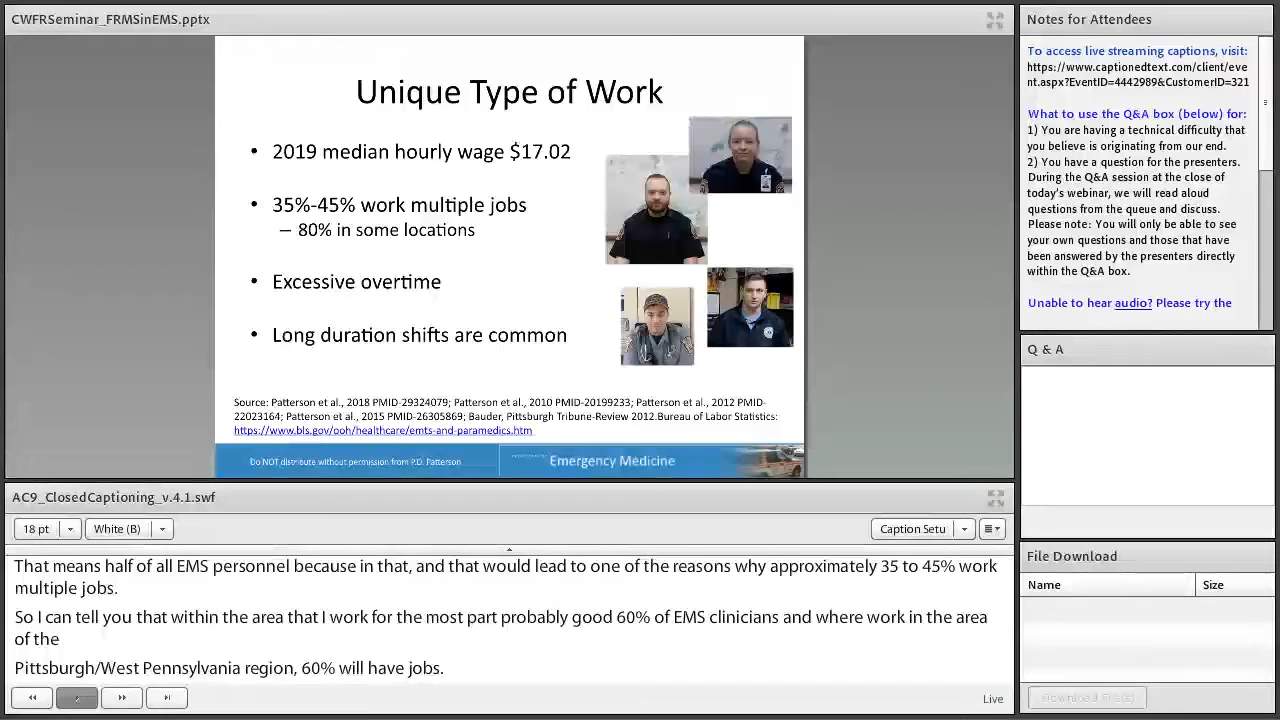 CWFRSeminar_FRMSinEMS.pptx
Unique Type of Work
• 2019 median hourly wage $17.02
• 35%-45% work multiple jobs
– 80% in some locations
• Excessive overtime
• Long duration shifts are common
Source: Patterson et al., 2018 PMID-29324079; Patterson et al., 2010 PMID-20199233; Patterson et al., 2012 PMID-
22023164; Patterson et al., 2015 PMID-26305869; Bauder, Pittsburgh Tribune-Review 2012.Bureau of Labor Statistics:
https://www.bls.gov/ooh/healthcare/emts-and-paramedics.htm
Do NOT distribute without permission from P.D. Patterson
Emergency Medicine
AC9_ClosedCaptioning_v.4.1.swf
18 pt
White (B)
Caption Setu
That means half of all EMS personnel because in that, and that would lead to one of the reasons why approximately 35 to 45% work
multiple jobs.
So I can tell you that within the area that I work for the most part probably good 60% of EMS clinicians and where work in the area
of the
Pittsburgh/West Pennsylvania region, 60% will have jobs.
Live
Notes for Attendees
To access live streaming captions, visit:
https://www.captionedtext.com/client/eve
nt.aspx?EventID=4442989&CustomerID=321
What to use the Q&A box (below) for:
1) You are having a technical difficulty that
you believe is originating from our end.
2) You have a question for the presenters.
During the Q&A session at the close of
today's webinar, we will read aloud
questions from the queue and discuss.
Please note: You will only be able to see
your own questions and those that have
been answered by the presenters directly
within the Q&A box.
Unable to hear audio? Please try the
Q & A
File Download
Name
Size
Download File(s)